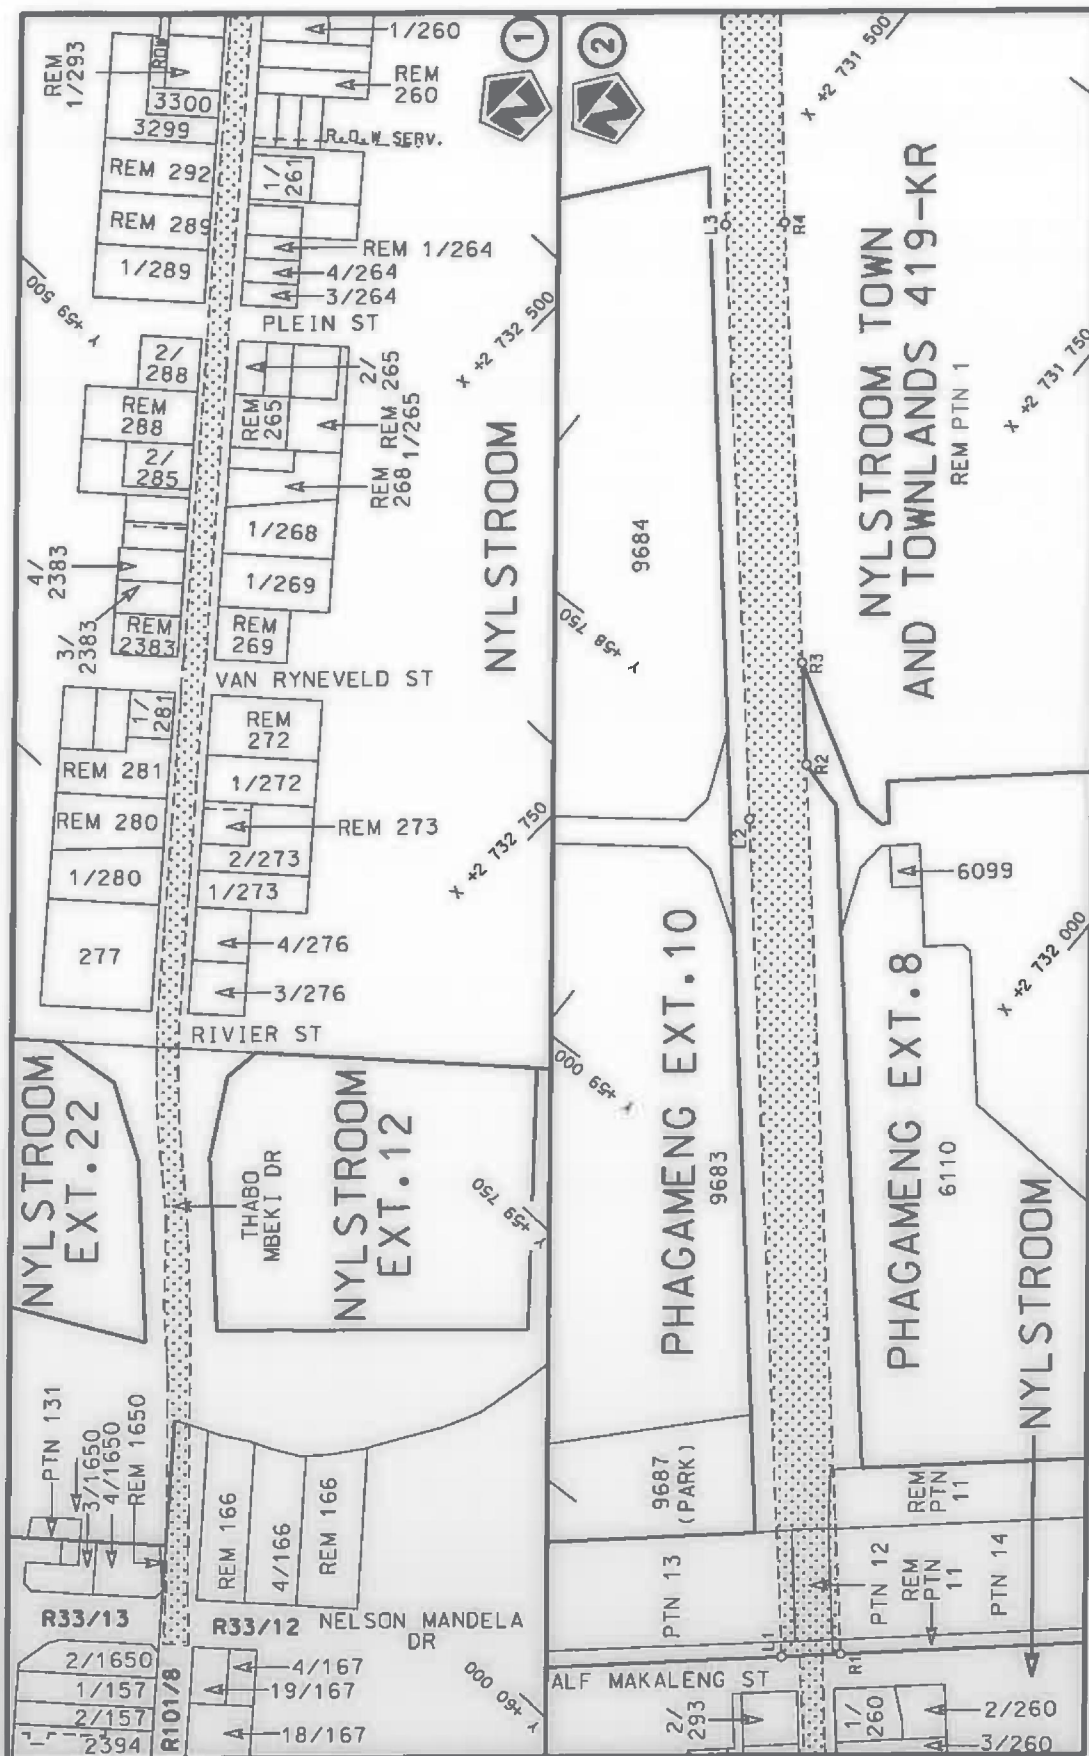 REM
1/293
ROW
3300
3299
REM 292
REM 289
1/289
1/260
REM
260
R.O.W SERV.
1/
261
REM 1/264
4/264
3/264
PLEIN ST
Y +59 500
X +2 732 500
1
2/
288
REM
288
2/
285
4/
2383
3/
2383
REM
2383
2/
265
REM
265
REM
1/265
REM
268
1/268
1/269
REM
269
NYLSTROOM
VAN RYNEVELD ST
1/
281
REM 281
REM 280
1/280
277
REM
272
1/272
REM 273
2/273
1/273
4/276
3/276
X +2 732 750
RIVIER ST
NYLSTROOM
EXT.22
THABO
MBEKI DR
NYLSTROOM
EXT.12
Y +59 750
PTN 131
3/1650
4/1650
REM 1650
REM 166
4/166
REM 166
R33/13
R33/12
NELSON MANDELA
DR
2/1650
1/157
2/157
2394
R101/8
4/167
19/167
18/167
Y +60 000
2
X +2 731 500
L3
R4
NYLSTROOM TOWN
AND TOWNLANDS 419-KR
REM PTN 1
X +2 731 750
9684
Y +58 750
R3
R2
L2
6099
X +2 732 000
PHAGAMENG EXT.10
9683
Y +59 000
PHAGAMENG EXT.8
6110
NYLSTROOM
9687
(PARK)
REM
PTN
11
PTN 13
PTN 12
REM
PTN
11
PTN 14
L1
R1
ALF MAKALENG ST
2/
293
1/
260
2/260
3/260